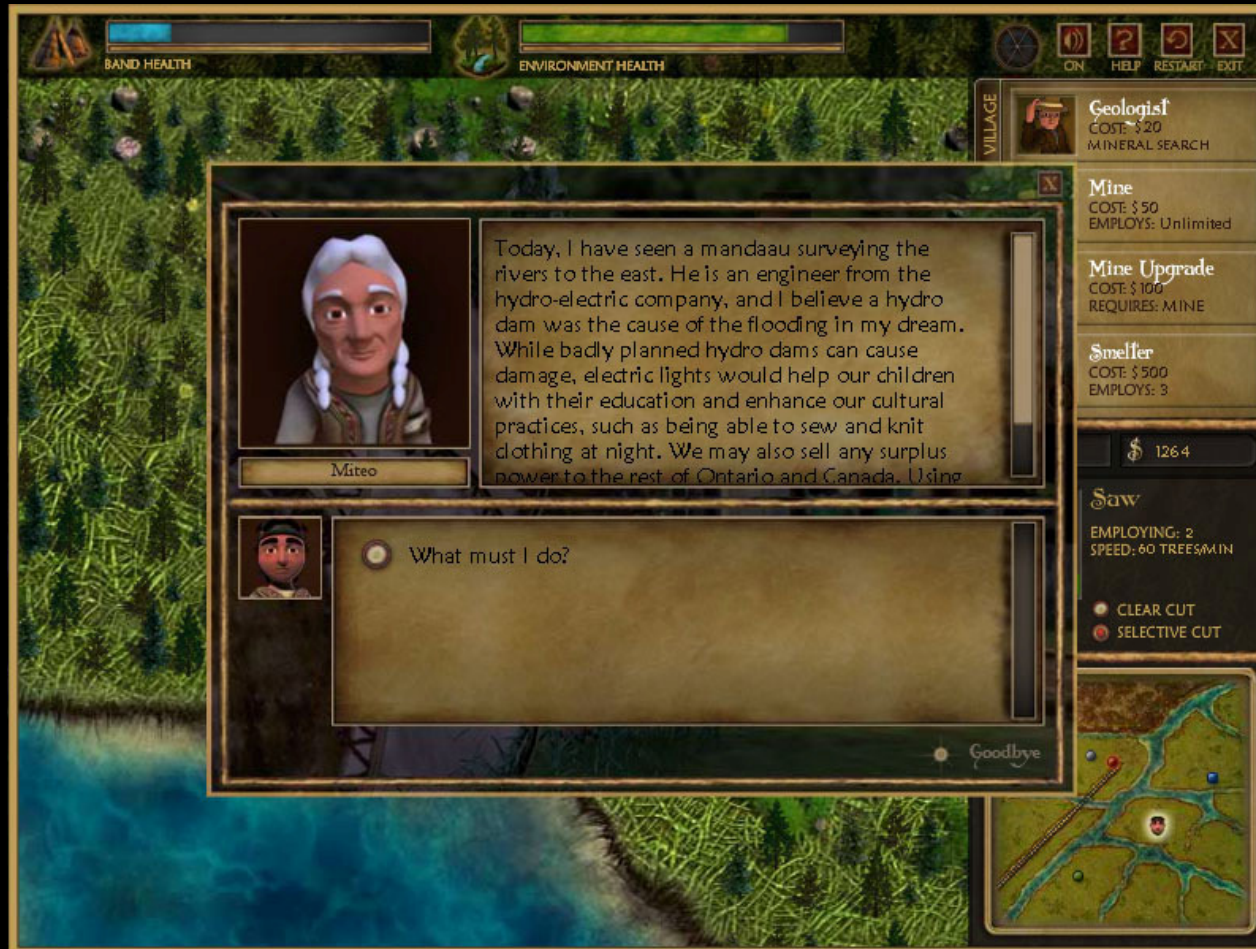 BAND HEALTH
ENVIRONMENT HEALTH
ON
HELP
RESTART
EXIT
VILLAGE
Geologist
COST: $20
MINERAL SEARCH
Mine
COST: $50
EMPLOYS: Unlimited
Mine Upgrade
COST: $100
REQUIRES: MINE
Smelter
COST: $500
EMPLOYS: 3
$ 1264
Saw
EMPLOYING: 2
SPEED: 60 TREES/MIN
CLEAR CUT
SELECTIVE CUT
X
Today, I have seen a mandaau surveying the
rivers to the east. He is an engineer from the
hydro-electric company, and I believe a hydro
dam was the cause of the flooding in my dream.
While badly planned hydro dams can cause
damage, electric lights would help our children
with their education and enhance our cultural
practices, such as being able to sew and knit
clothing at night. We may also sell any surplus
power to the rest of Ontario and Canada. Using
Miteo
What must I do?
Goodbye